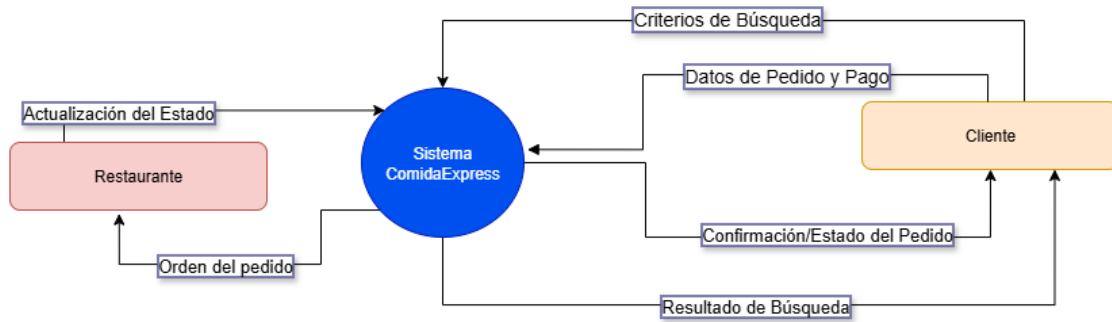 Criterios de Búsqueda
Datos de Pedido y Pago
Actualización del Estado
Cliente
Sistema
ComidaExpress
Restaurante
Confirmación/Estado del Pedido
Orden del pedido
Resultado de Búsqueda